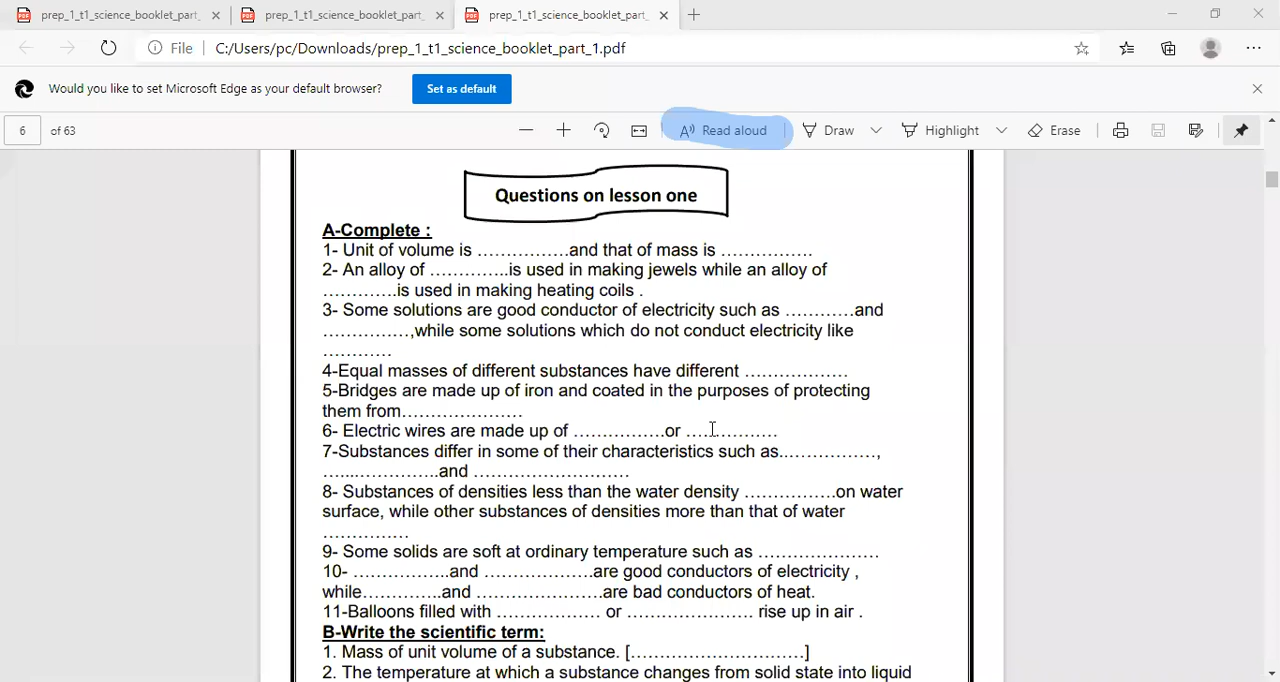 prep_1_t1_science_booklet_part_ prep_1_t1_science_booklet_part_ prep_1_t1_science_booklet_part_
File C:/Users/pc/Downloads/prep_1_t1_science_booklet_part_1.pdf
Would you like to set Microsoft Edge as your default browser? Set as default
6 of 63 Read aloud Draw Highlight Erase
Questions on lesson one
A-Complete :
1- Unit of volume is ................and that of mass is ................
2- An alloy of ..............is used in making jewels while an alloy of
.............is used in making heating coils .
3- Some solutions are good conductor of electricity such as ............and
...............,while some solutions which do not conduct electricity like
............
4-Equal masses of different substances have different ..................
5-Bridges are made up of iron and coated in the purposes of protecting
them from.....................
6- Electric wires are made up of ................or ................
7-Substances differ in some of their characteristics such as.................,
....................and ...........................
8- Substances of densities less than the water density ................on water
surface, while other substances of densities more than that of water
...............
9- Some solids are soft at ordinary temperature such as .....................
10- .................and ...................are good conductors of electricity ,
while..............and ......................are bad conductors of heat.
11-Balloons filled with .................. or ...................... rise up in air .
B-Write the scientific term:
1. Mass of unit volume of a substance. [..............................]
2. The temperature at which a substance changes from solid state into liquid